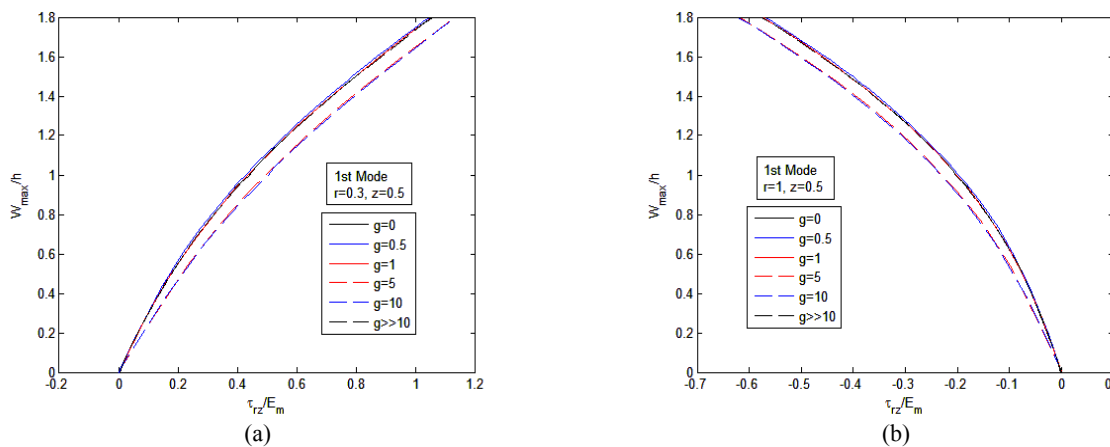 1.8
1.6
1.4
1.2
1
0.8
0.6
0.4
0.2
0
W_max/h
1st Mode
r=0.3, z=0.5
g=0
g=0.5
g=1
g=5
g=10
g>>10
-0.2 0 0.2 0.4 0.6 0.8 1 1.2
τ_rz/E_m
(a)
1.8
1.6
1.4
1.2
1
0.8
0.6
0.4
0.2
0
W_max/h
1st Mode
r=1, z=0.5
g=0
g=0.5
g=1
g=5
g=10
g>>10
-0.7 -0.6 -0.5 -0.4 -0.3 -0.2 -0.1 0
τ_rz/E_m
(b)